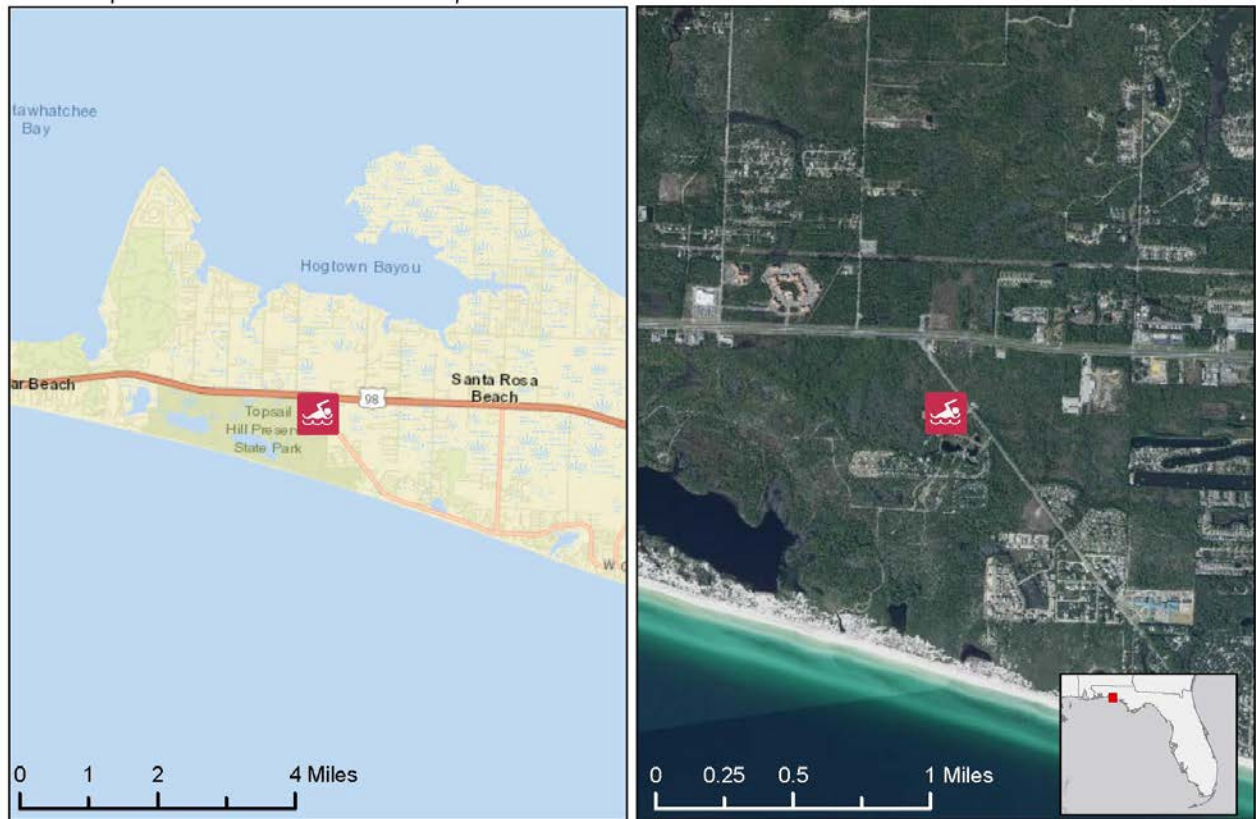 tawhatchee
Bay
Hogtown Bayou
ar Beach
98
Santa Rosa
Beach
Topsail
Hill Preser
State Park
W
0 1 2 4 Miles
0 0.25 0.5 1 Miles